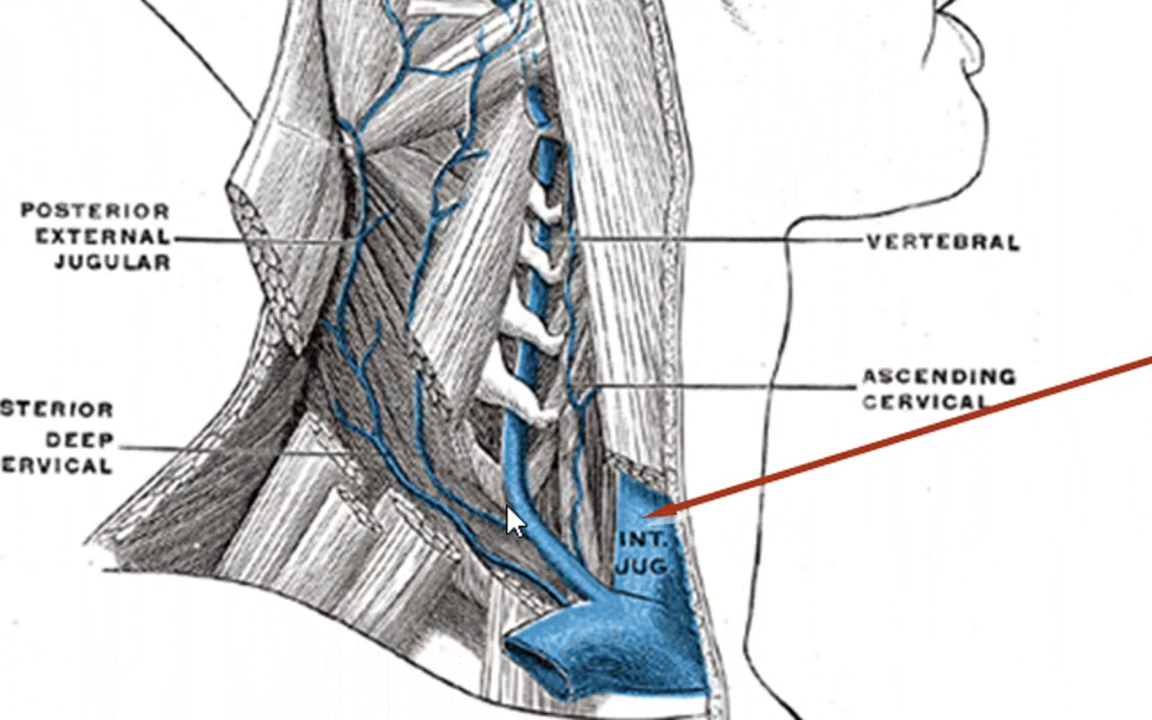 POSTERIOR
EXTERNAL
JUGULAR
VERTEBRAL
ASCENDING
CERVICAL
STERIOR
DEEP
ERVICAL
INT.
JUG